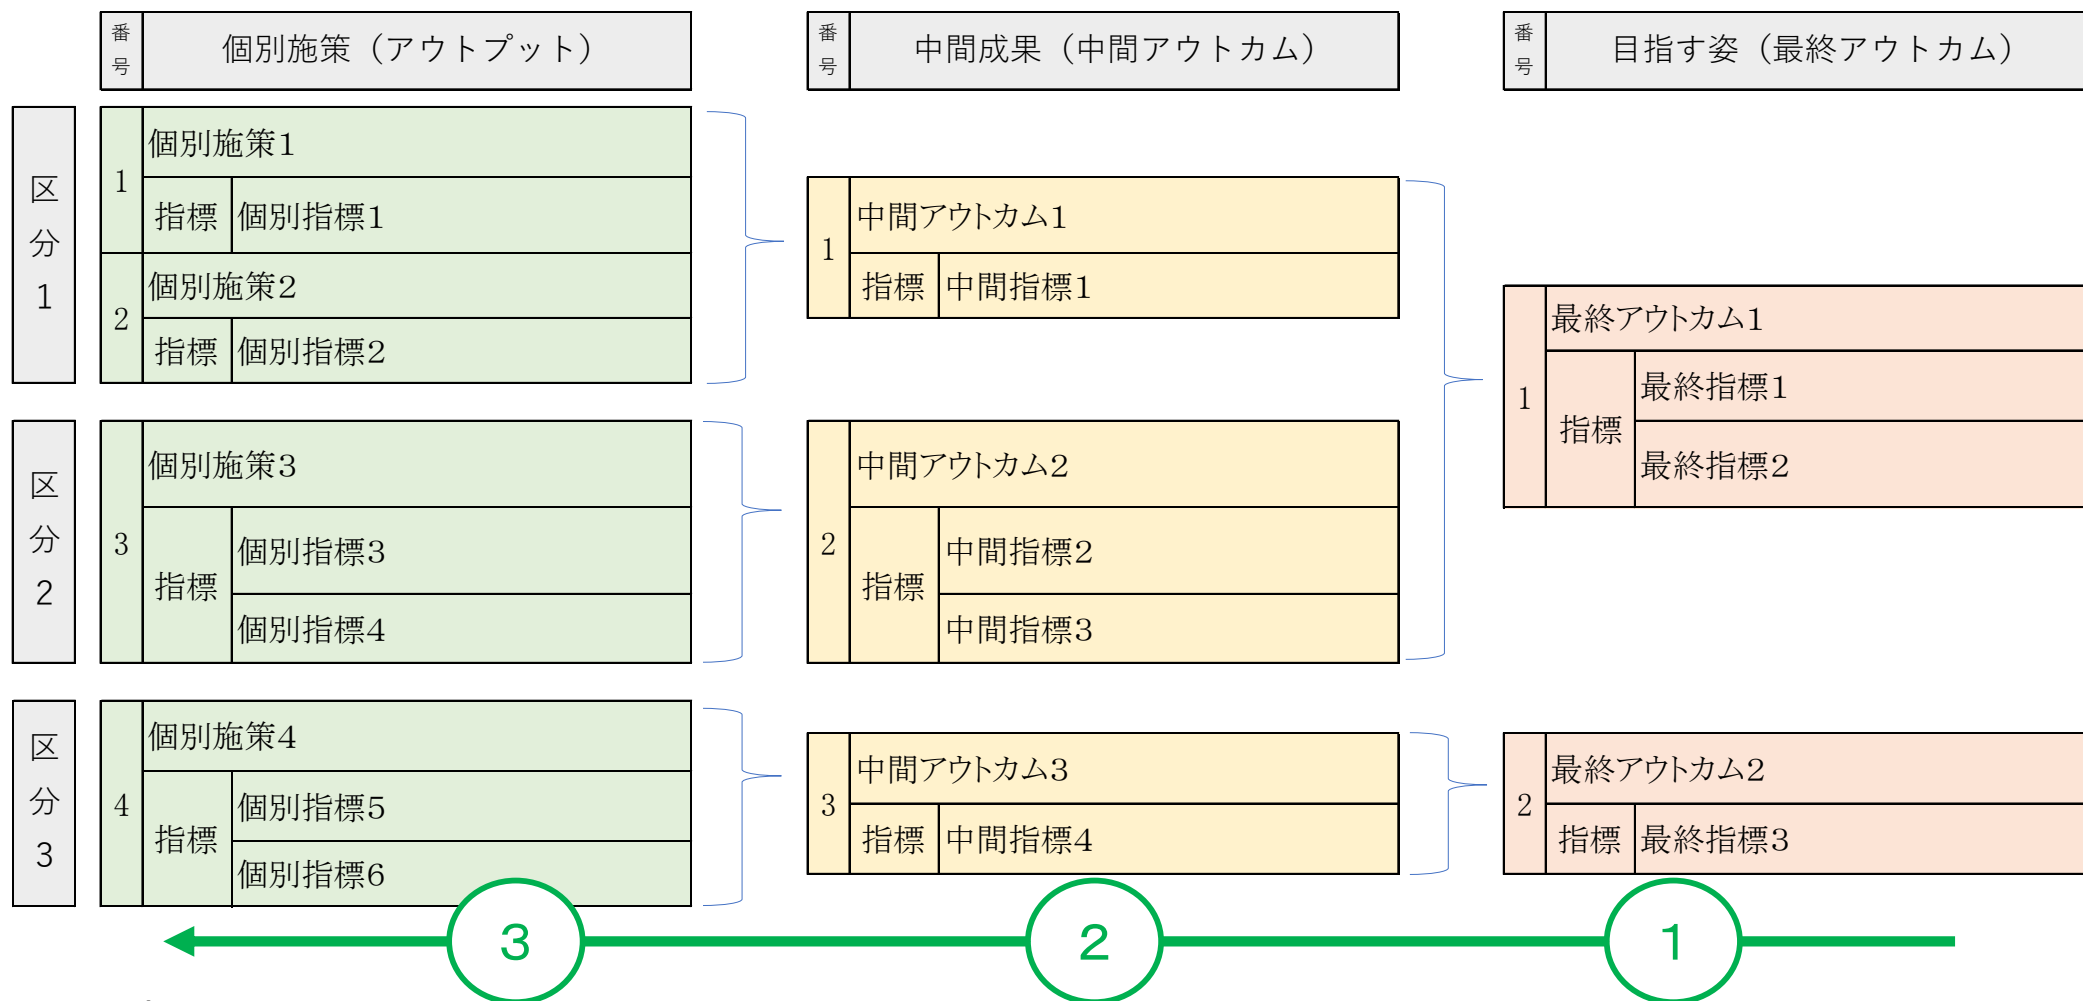 番号 個別施策（アウトプット） 番号 中間成果（中間アウトカム） 番号 目指す姿（最終アウトカム）
区分1
1 個別施策1
指標 個別指標1
2 個別施策2
指標 個別指標2
1 中間アウトカム1
指標 中間指標1
1 最終アウトカム1
指標 最終指標1
最終指標2
区分2
3 個別施策3
指標 個別指標3
個別指標4
2 中間アウトカム2
指標 中間指標2
中間指標3
区分3
4 個別施策4
指標 個別指標5
個別指標6
3 中間アウトカム3
指標 中間指標4
2 最終アウトカム2
指標 最終指標3
3 2 1